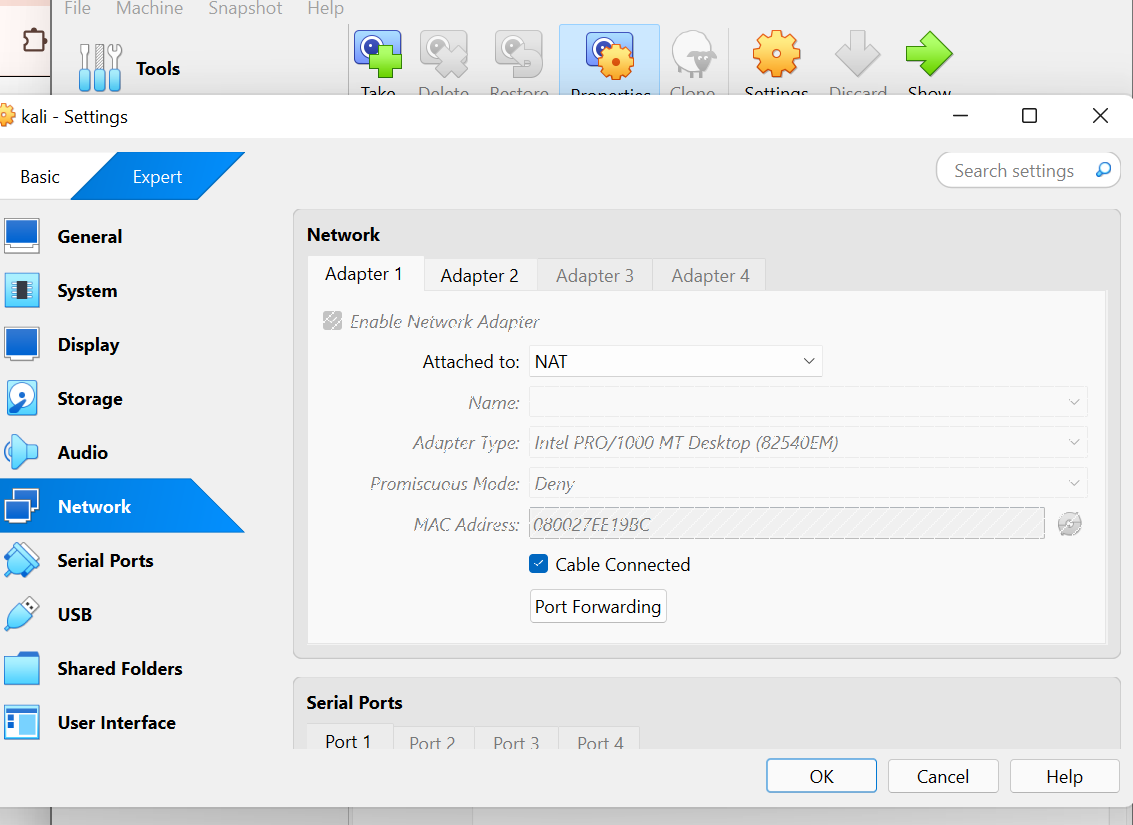 File Machine Snapshot Help
Tools
Take Delete Restore Properties Clone Settings Discard Show
kali - Settings
Basic Expert
Search settings
General
System
Display
Storage
Audio
Network
Serial Ports
USB
Shared Folders
User Interface
Network
Adapter 1 Adapter 2 Adapter 3 Adapter 4
Enable Network Adapter
Attached to: NAT
Name:
Adapter Type: Intel PRO/1000 MT Desktop (82540EM)
Promiscuous Mode: Deny
MAC Address: 080027EE19BC
Cable Connected
Port Forwarding
Serial Ports
Port 1 Port 2 Port 3 Port 4
OK Cancel Help